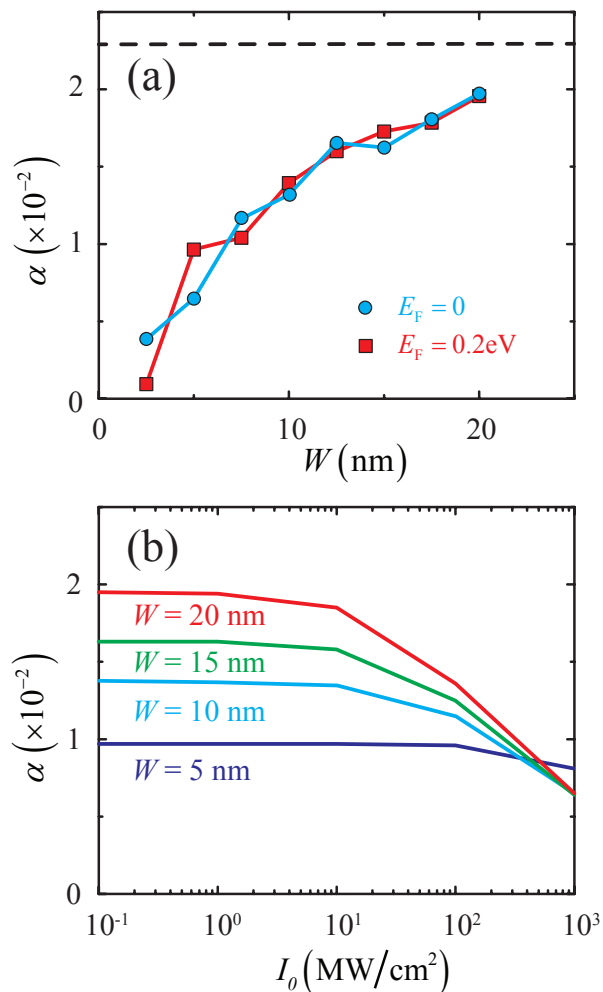 (a)
2
1
0
α (×10⁻²)
E_F = 0
E_F = 0.2eV
0 10 20
W (nm)
(b)
2
1
0
α (×10⁻²)
W = 20 nm
W = 15 nm
W = 10 nm
W = 5 nm
10⁻¹ 10⁰ 10¹ 10² 10³
I₀ (MW/cm²)